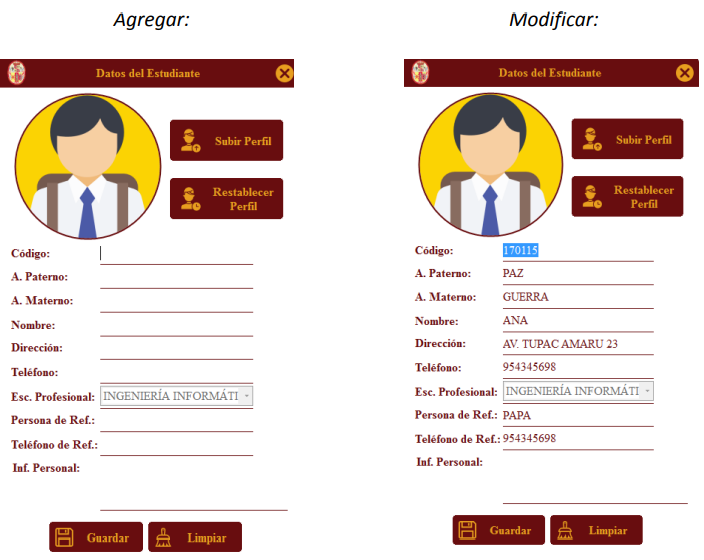 Agregar:
Datos del Estudiante
Subir Perfil
Restablecer
Perfil
Código:
A. Paterno:
A. Materno:
Nombre:
Dirección:
Teléfono:
Esc. Profesional: INGENIERÍA INFORMÁTI
Persona de Ref.:
Teléfono de Ref.:
Inf. Personal:
Guardar Limpiar
Modificar:
Datos del Estudiante
Subir Perfil
Restablecer
Perfil
Código: 170115
A. Paterno: PAZ
A. Materno: GUERRA
Nombre: ANA
Dirección: AV. TUPAC AMARU 23
Teléfono: 954345698
Esc. Profesional: INGENIERÍA INFORMÁTI
Persona de Ref.: PAPA
Teléfono de Ref.: 954345698
Inf. Personal:
Guardar Limpiar